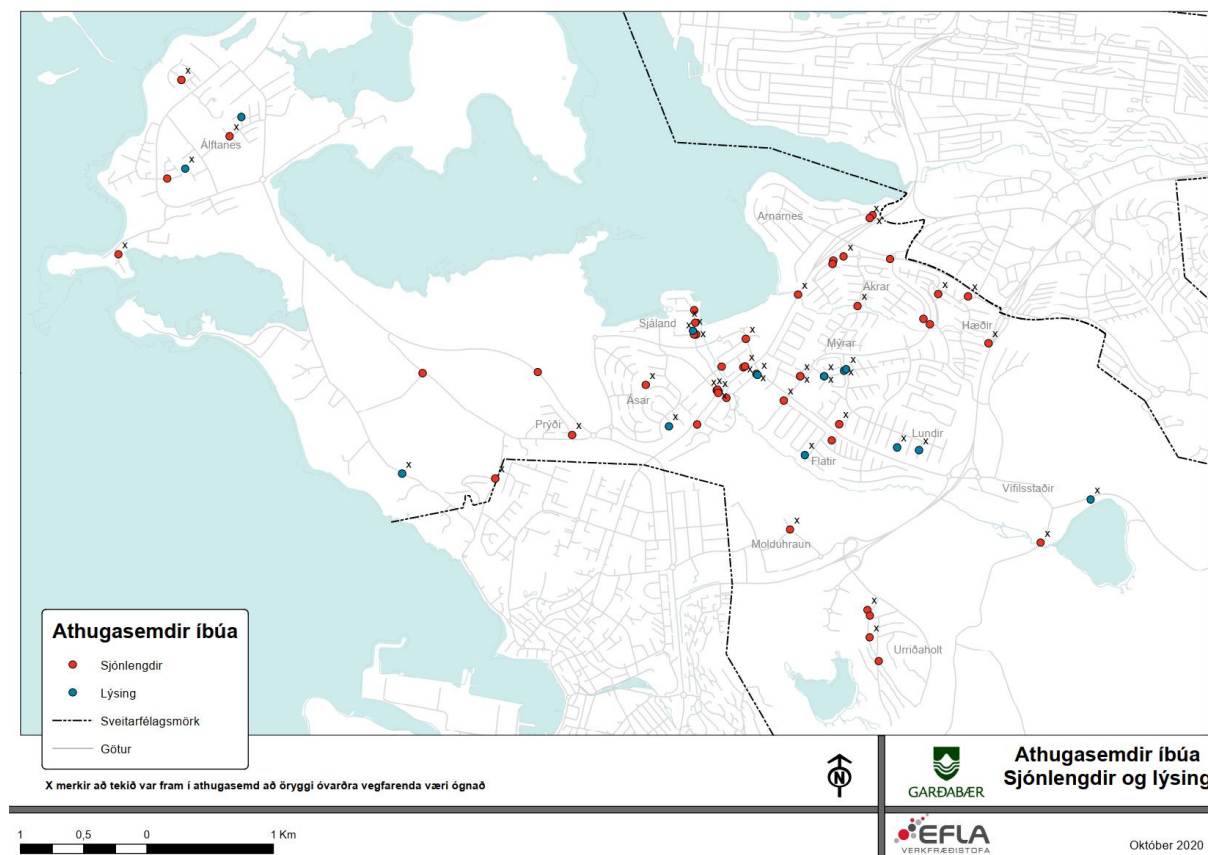 Álftanes
Arnarnes
Akrar
Sjáland
Hæðir
Mýrar
Ásar
Prýðir
Lundir
Flatir
Vífilsstaðir
Molduhraun
Urriðaholt
Athugasemdir íbúa
Sjónlengdir
Lýsing
Sveitarfélagsmörk
Götur
X merkir að tekið var fram í athugasemd að öryggi óvarðra vegfarenda væri ógnað
N
GARÐABÆR
Athugasemdir íbúa
Sjónlengdir og lýsing
1 0,5 0 1 Km
EFLA
VERKFRÆÐISTOFA
Október 2020